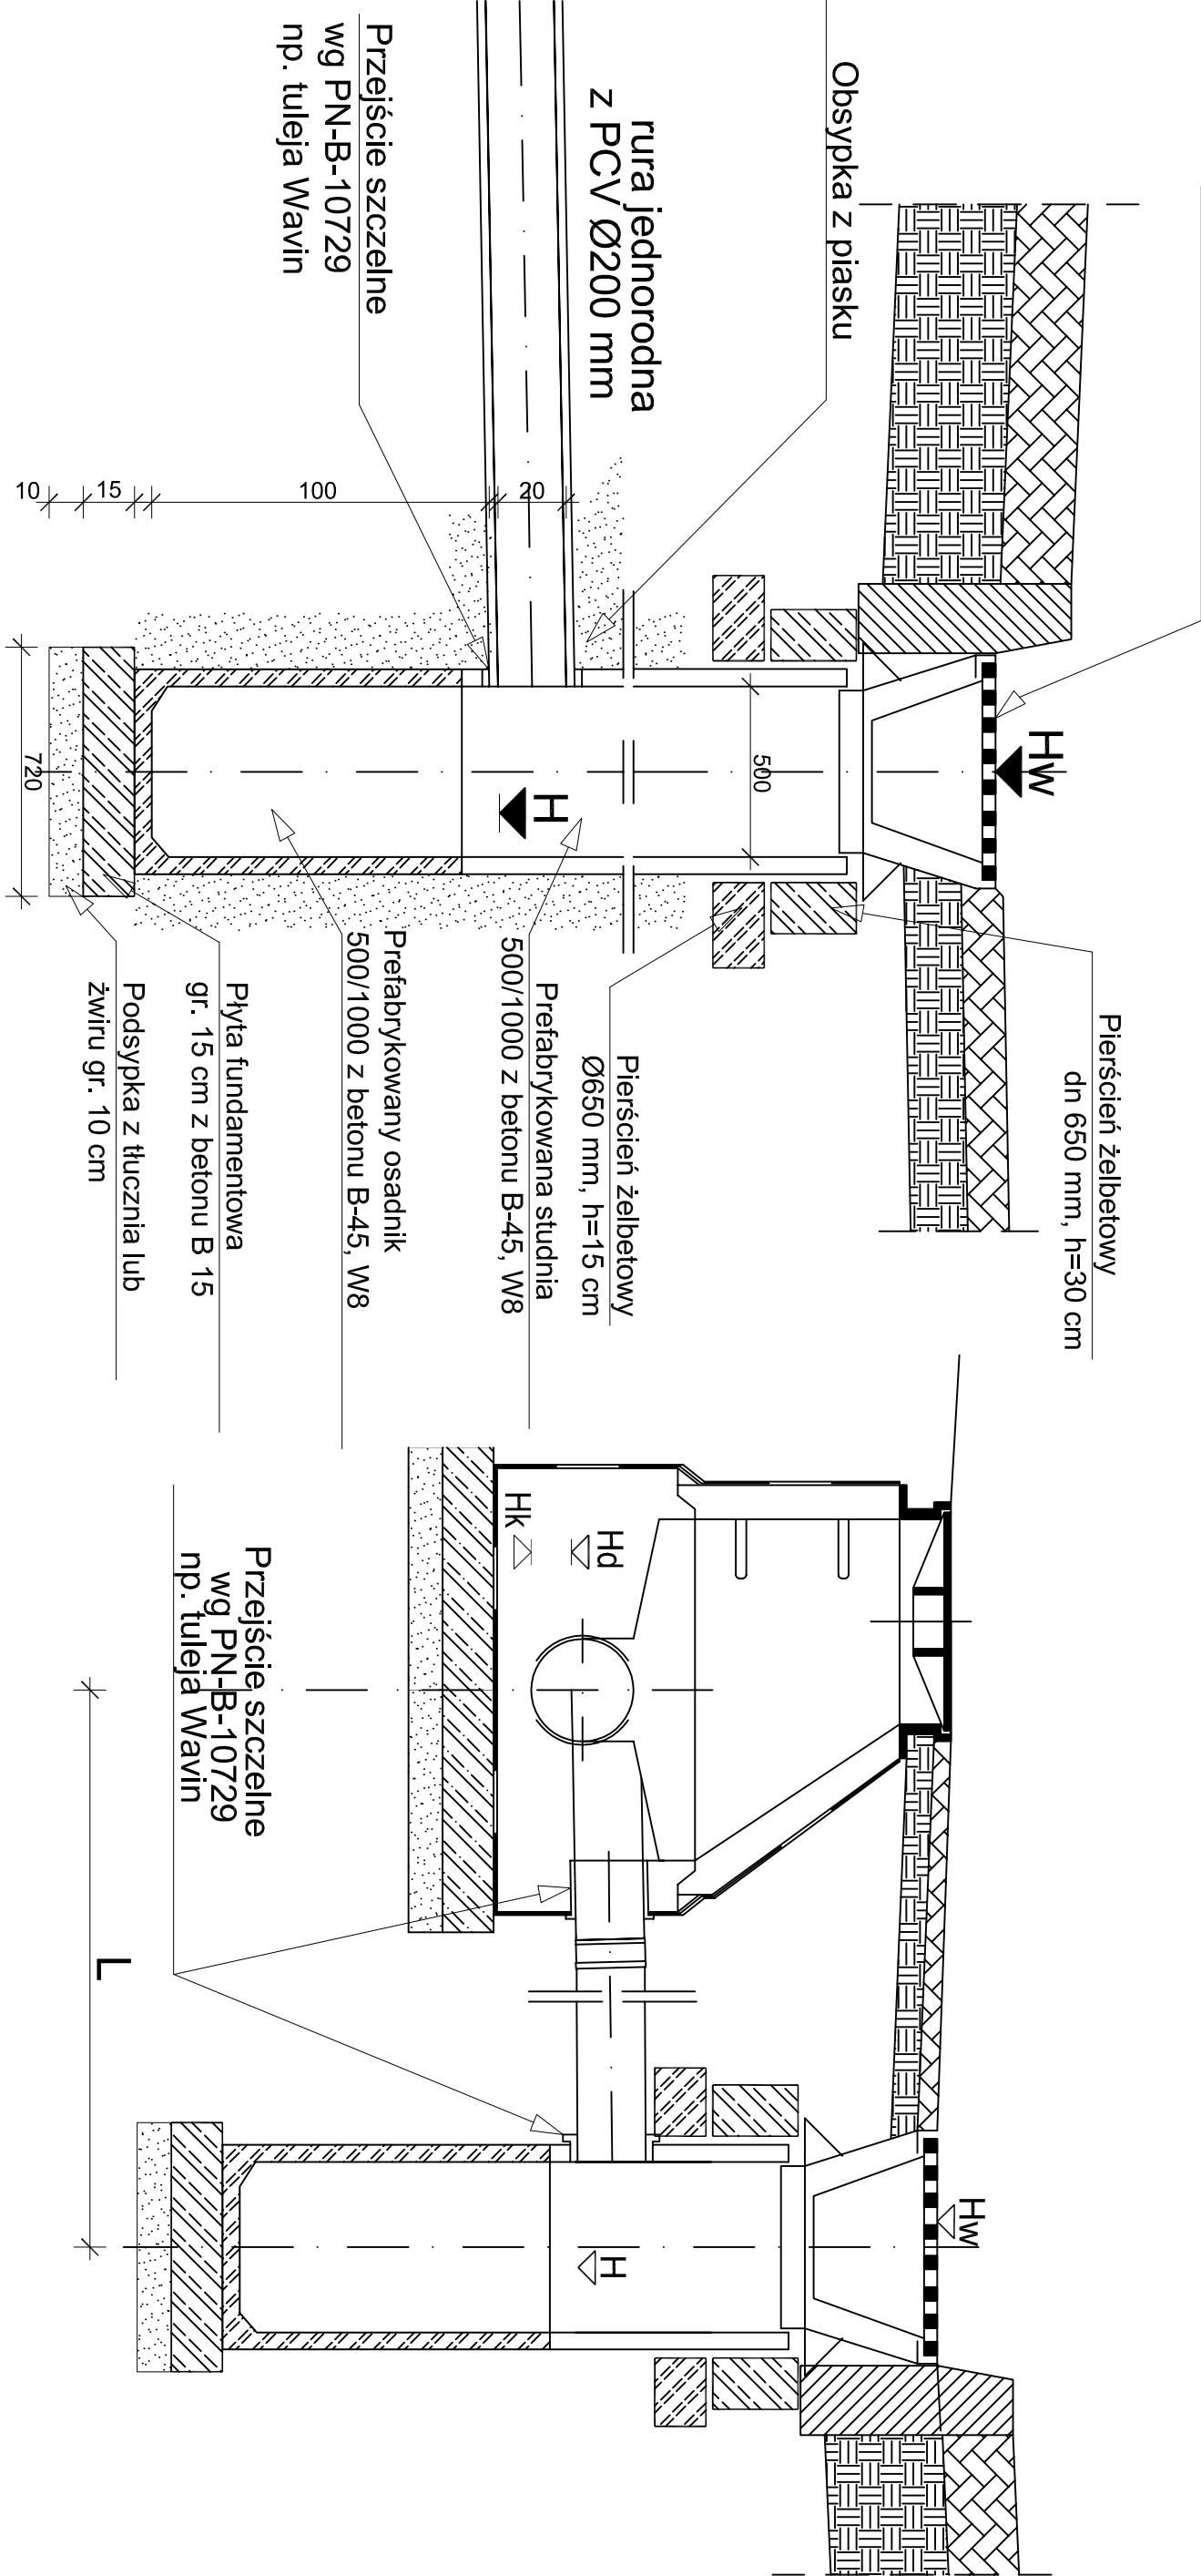 Obsypka z piasku
rura jednorodna
z PCV Ø200 mm
Przejście szczelne
wg PN-B-10729
np. tuleja Wavin
10
15
100
20
720
500
Hw
H
Pierścień żelbetowy
dn 650 mm, h=30 cm
Pierścień żelbetowy
Ø650 mm, h=15 cm
Prefabrykowana studnia
500/1000 z betonu B-45, W8
Prefabrykowany osadnik
500/1000 z betonu B-45, W8
Płyta fundamentowa
gr. 15 cm z betonu B 15
Podsypka z tłucznia lub
żwiru gr. 10 cm
Hd
Hk
Przejście szczelne
wg PN-B-10729
np. tuleja Wavin
L
Hw
H